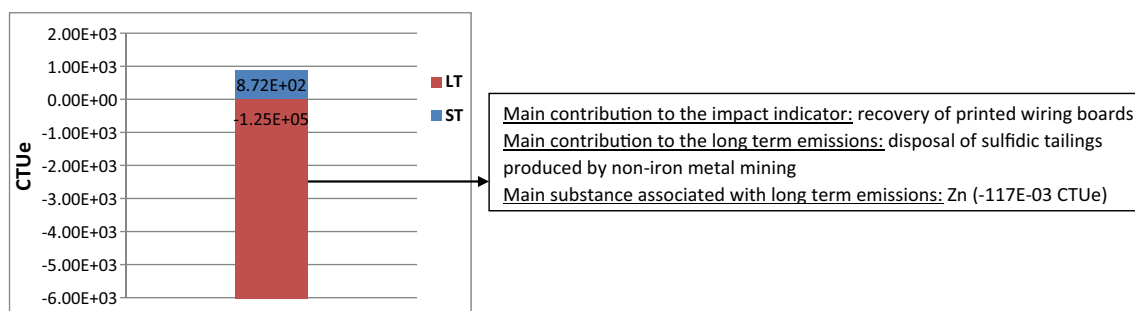 2.00E+03
1.00E+03
0.00E+00
-1.00E+03
-2.00E+03
-3.00E+03
-4.00E+03
-5.00E+03
-6.00E+03
CTUe
8.72E+02
-1.25E+05
LT
ST
Main contribution to the impact indicator: recovery of printed wiring boards
Main contribution to the long term emissions: disposal of sulfidic tailings
produced by non-iron metal mining
Main substance associated with long term emissions: Zn (-117E-03 CTUe)